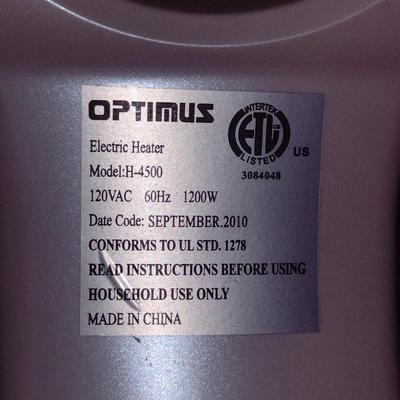 OPTIMUS
INTERTEK
ETL
CM
LISTED
US
3084048
Electric Heater
Model:H-4500
120VAC 60Hz 1200W
Date Code: SEPTEMBER.2010
CONFORMS TO UL STD. 1278
READ INSTRUCTIONS BEFORE USING
HOUSEHOLD USE ONLY
MADE IN CHINA